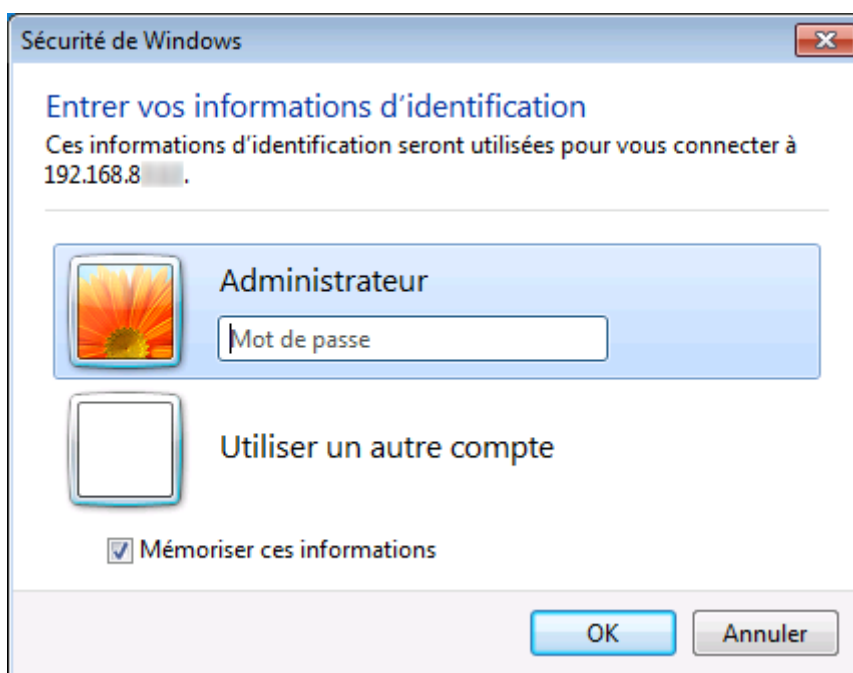 Sécurité de Windows
Entrer vos informations d'identification
Ces informations d'identification seront utilisées pour vous connecter à
192.168.8 .
Administrateur
Mot de passe
Utiliser un autre compte
Mémoriser ces informations
OK
Annuler